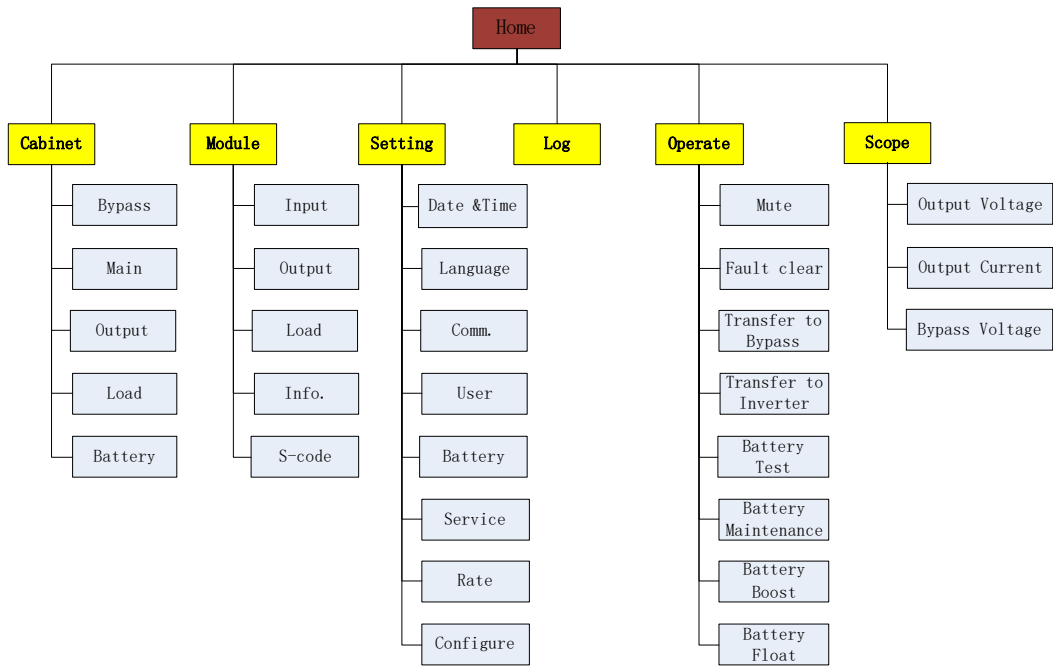 Home
Cabinet
Module
Setting
Log
Operate
Scope
Bypass
Main
Output
Load
Battery
Input
Output
Load
Info.
S-code
Date &Time
Language
Comm.
User
Battery
Service
Rate
Configure
Mute
Fault clear
Transfer to
Bypass
Transfer to
Inverter
Battery
Test
Battery
Maintenance
Battery
Boost
Battery
Float
Output Voltage
Output Current
Bypass Voltage